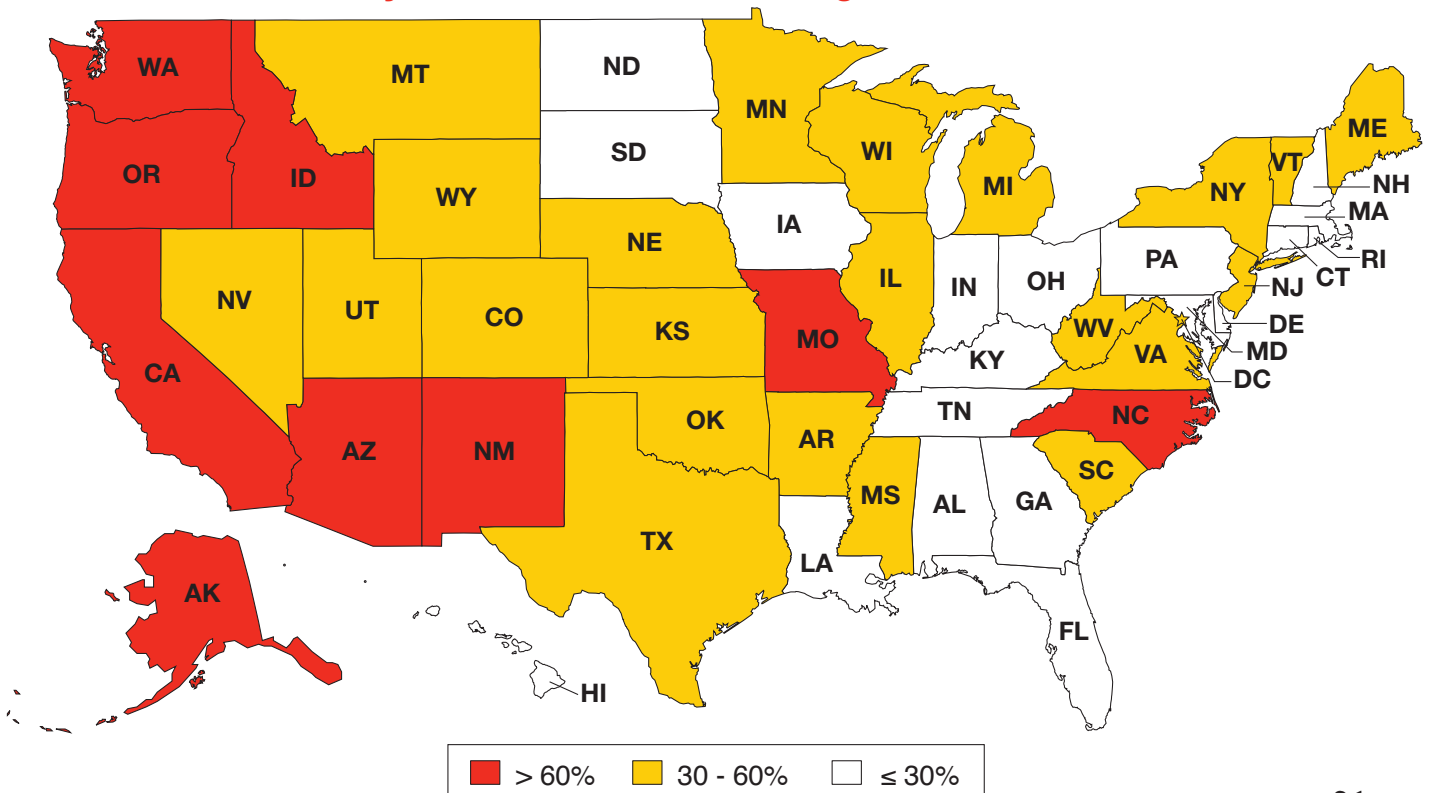 WA
MT
ND
MN
OR
ID
WY
SD
WI
MI
NY
VT
ME
NH
MA
RI
CT
NE
IA
NV
UT
CO
IL
IN
OH
PA
NJ
DE
MD
DC
KS
MO
WV
VA
KY
CA
AZ
NM
OK
AR
TN
NC
SC
MS
AL
GA
TX
LA
FL
AK
HI
> 60% 30 - 60% ≤ 30%